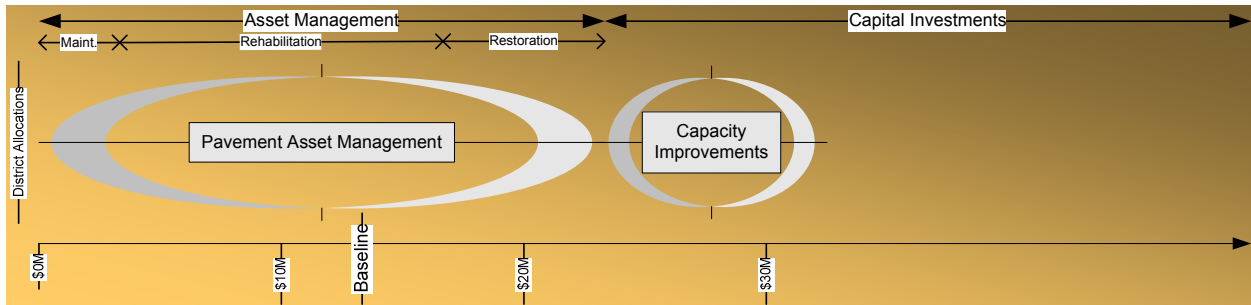 Asset Management
Capital Investments
Maint.
Rehabilitation
Restoration
District Allocations
Pavement Asset Management
Capacity
Improvements
$0M
$10M
Baseline
$20M
$30M